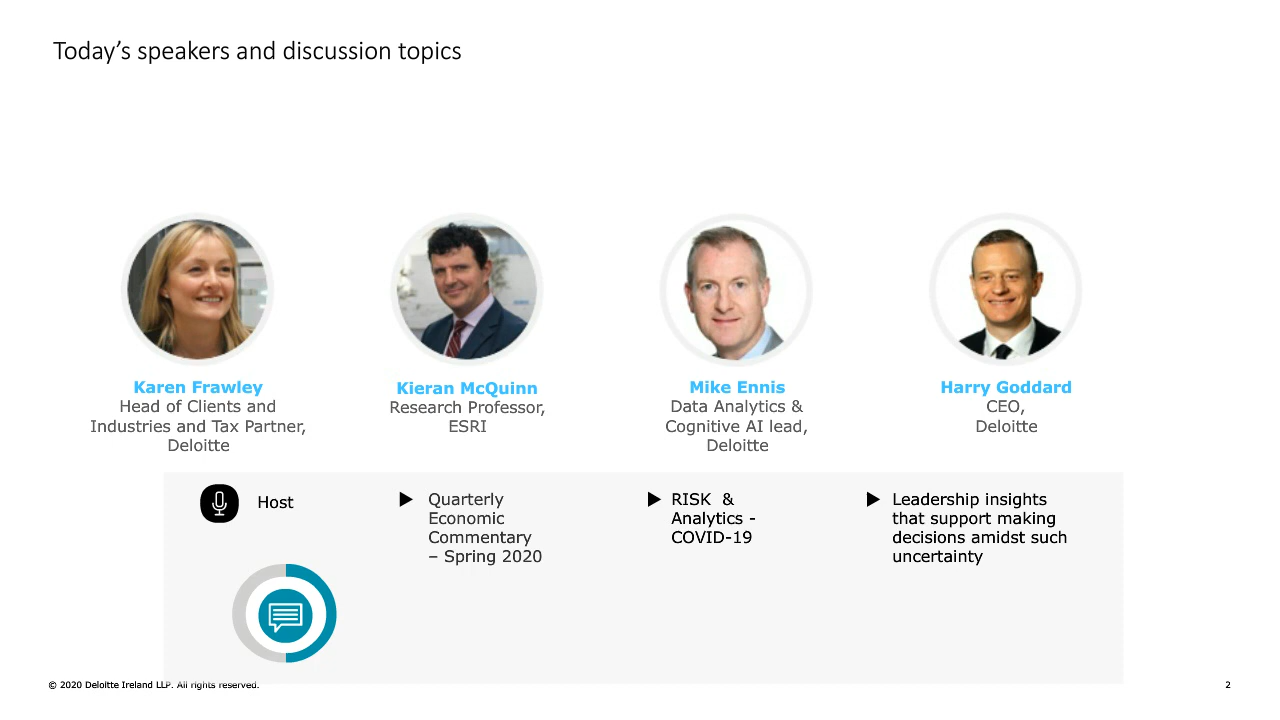 Today’s speakers and discussion topics
Karen Frawley
Head of Clients and
Industries and Tax Partner,
Deloitte
Kieran McQuinn
Research Professor,
ESRI
Mike Ennis
Data Analytics &
Cognitive AI lead,
Deloitte
Harry Goddard
CEO,
Deloitte
Host
Quarterly
Economic
Commentary
– Spring 2020
RISK  &
Analytics -
COVID-19
Leadership insights
that support making
decisions amidst such
uncertainty
© 2020 Deloitte Ireland LLP. All rights reserved.
2